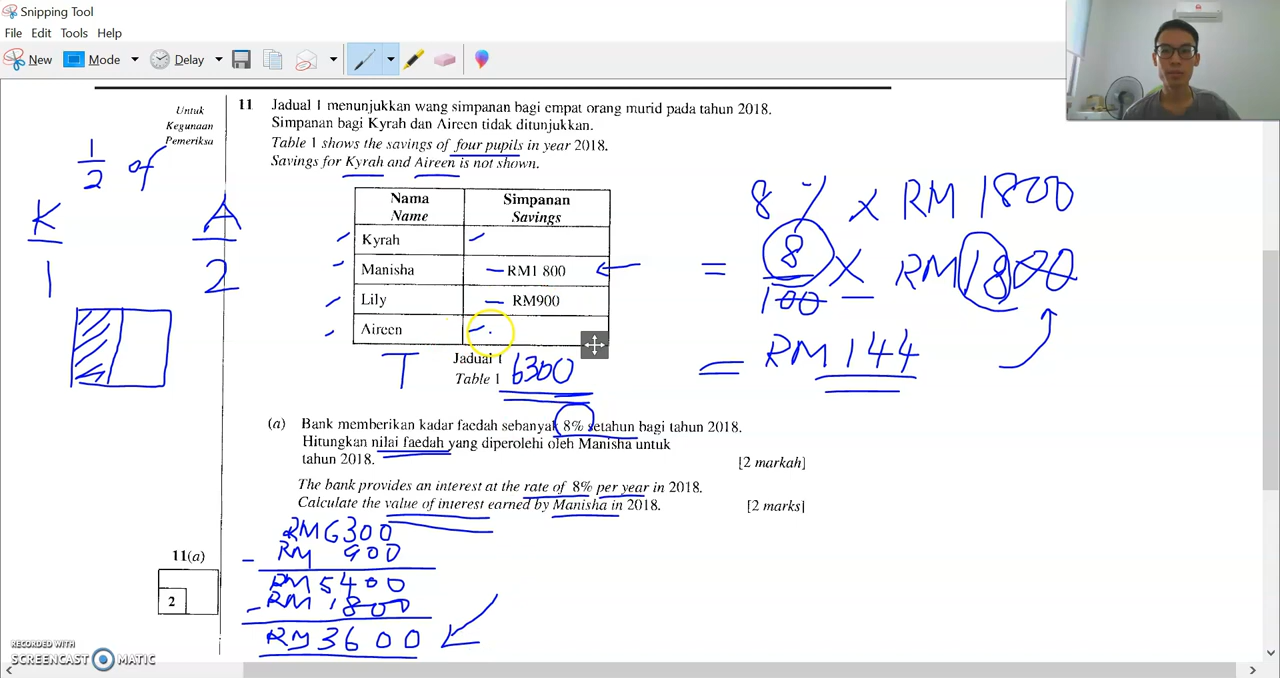 Snipping Tool
File Edit Tools Help
New Mode Delay
Untuk
Kegunaan
Pemeriksa
1/2 of
K A
1 2
11 Jadual 1 menunjukkan wang simpanan bagi empat orang murid pada tahun 2018.
Simpanan bagi Kyrah dan Aireen tidak ditunjukkan.
Table 1 shows the savings of four pupils in year 2018.
Savings for Kyrah and Aireen is not shown.
Nama Simpanan
Name Savings
Kyrah
Manisha RM1 800
Lily RM900
Aireen
Jadual 1
Table 1
T 6300
8% x RM 1800
= 8/100 x RM 1800
= RM 144
(a) Bank memberikan kadar faedah sebanyak 8% setahun bagi tahun 2018.
Hitungkan nilai faedah yang diperolehi oleh Manisha untuk
tahun 2018.
[2 markah]
The bank provides an interest at the rate of 8% per year in 2018.
Calculate the value of interest earned by Manisha in 2018.
[2 marks]
RM6300
- RM 900
RM 5400
- RM 1800
RM 3600
11(a)
2
RECORDED WITH
SCREENCAST MATIC